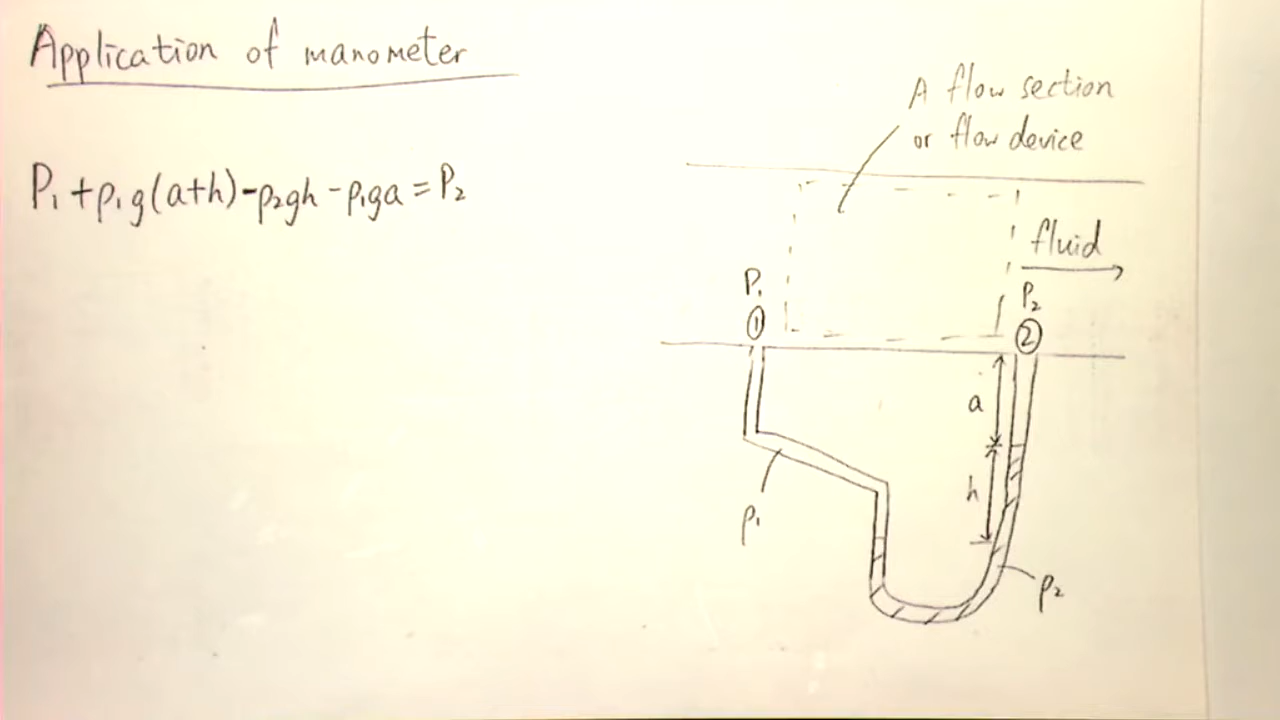 Application of manometer
P₁ + ρ₁g(a+h) - ρ₂gh - ρ₁ga = P₂
A flow section
or flow device
fluid
P₁
①
P₂
②
a
h
ρ₁
ρ₂